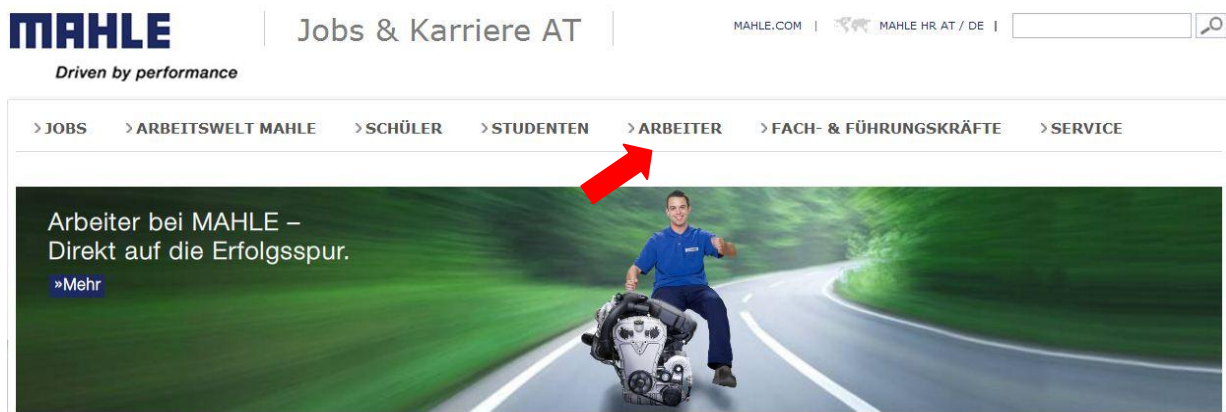 MAHLE
Driven by performance
Jobs & Karriere AT
MAHLE.COM | MAHLE HR AT / DE |
>JOBS >ARBEITSWELT MAHLE >SCHÜLER >STUDENTEN >ARBEITER >FACH- & FÜHRUNGSKRÄFTE >SERVICE
Arbeiter bei MAHLE –
Direkt auf die Erfolgsspur.
»Mehr